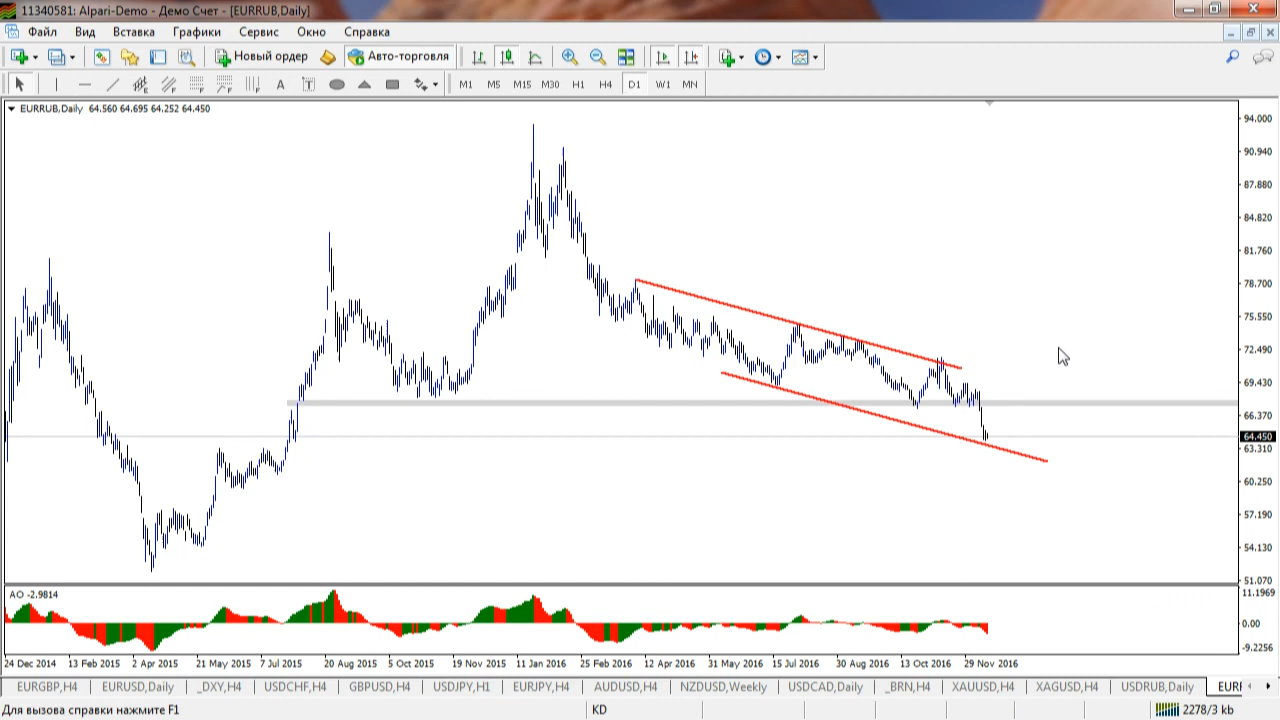 11340581: Alpari-Demo - Демо Счет - [EURRUB,Daily]
Файл Вид Вставка Графики Сервис Окно Справка
Новый ордер Авто-торговля
A T M1 M5 M15 M30 H1 H4 D1 W1 MN
EURRUB,Daily 64.560 64.695 64.252 64.450
94.000
90.940
87.880
84.820
81.760
78.700
75.550
72.490
69.430
66.370
64.450
63.310
60.250
57.190
54.130
51.070
AO -2.9814
11.1969
0.00
-9.2256
24 Dec 2014 13 Feb 2015 2 Apr 2015 21 May 2015 7 Jul 2015 20 Aug 2015 5 Oct 2015 19 Nov 2015 11 Jan 2016 25 Feb 2016 12 Apr 2016 31 May 2016 15 Jul 2016 30 Aug 2016 13 Oct 2016 29 Nov 2016
EURGBP,H4 EURUSD,Daily _DXY,H4 USDCHF,H4 GBPUSD,H4 USDJPY,H1 EURJPY,H4 AUDUSD,H4 NZDUSD,Weekly USDCAD,Daily _BRN,H4 XAUUSD,H4 XAGUSD,H4 USDRUB,Daily EURI
Для вызова справки нажмите F1 KD 2278/3 kb